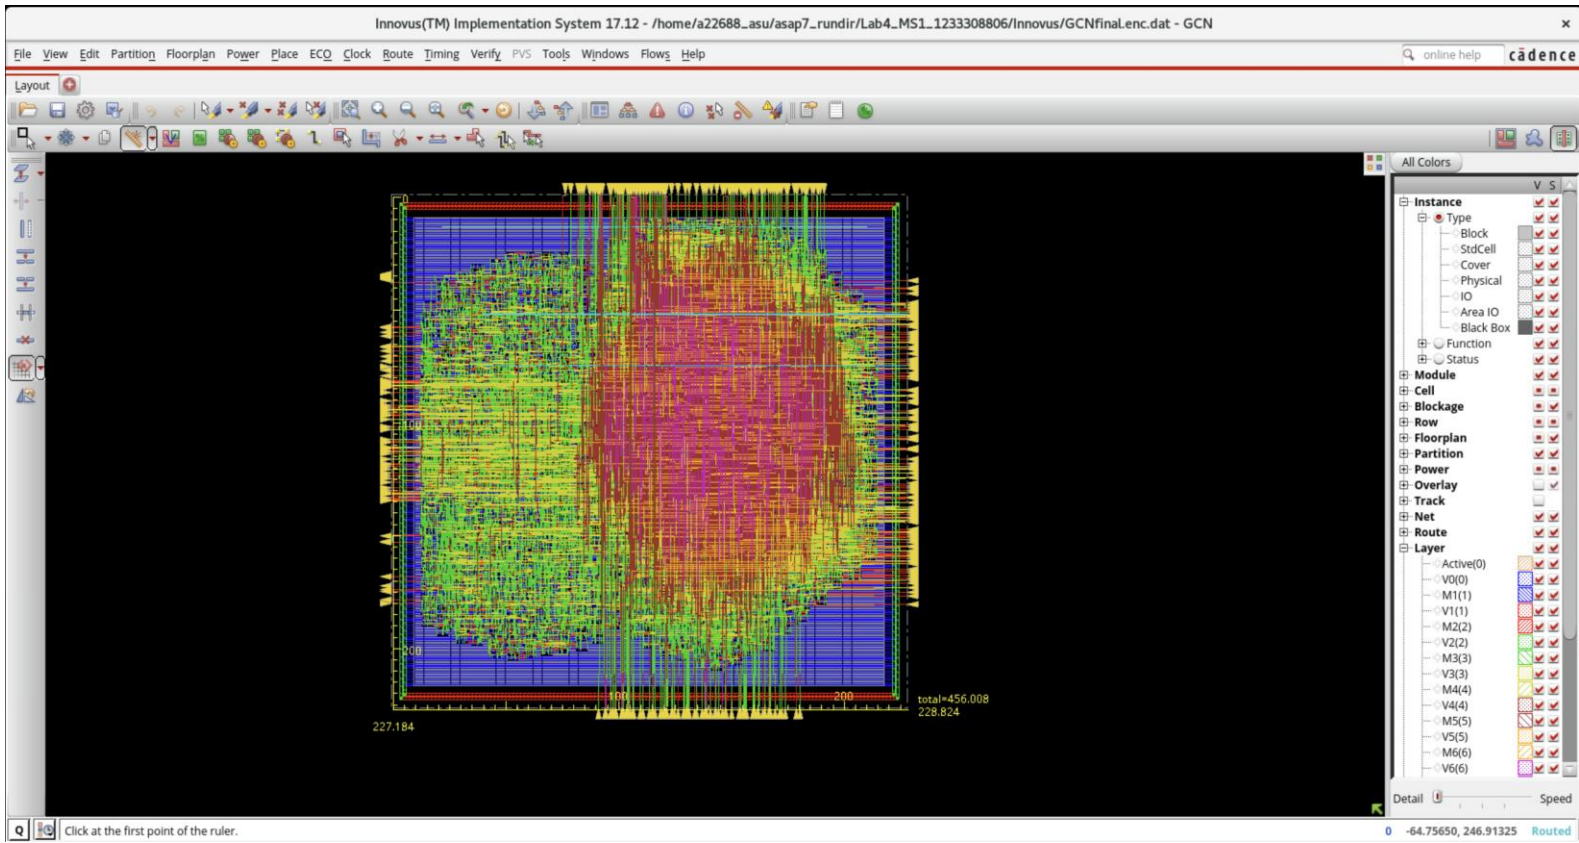 Innovus(TM) Implementation System 17.12 - /home/a22688_asu/asap7_rundir/Lab4_MS1_1233308806/Innovus/GCNfinal.enc.dat - GCN ×
File View Edit Partition Floorplan Power Place ECO Clock Route Timing Verify PVS Tools Windows Flows Help online help cādence
Layout
All Colors
V S
Instance
Type
Block
StdCell
Cover
Physical
IO
Area IO
Black Box
Function
Status
Module
Cell
Blockage
Row
Floorplan
Partition
Power
Overlay
Track
Net
Route
Layer
Active(0)
V0(0)
M1(1)
V1(1)
M2(2)
V2(2)
M3(3)
V3(3)
M4(4)
V4(4)
M5(5)
V5(5)
M6(6)
V6(6)
0
100
200
100 200
total=456.008
228.824
227.184
Detail Speed
Q Click at the first point of the ruler. 0 -64.75650, 246.91325 Routed